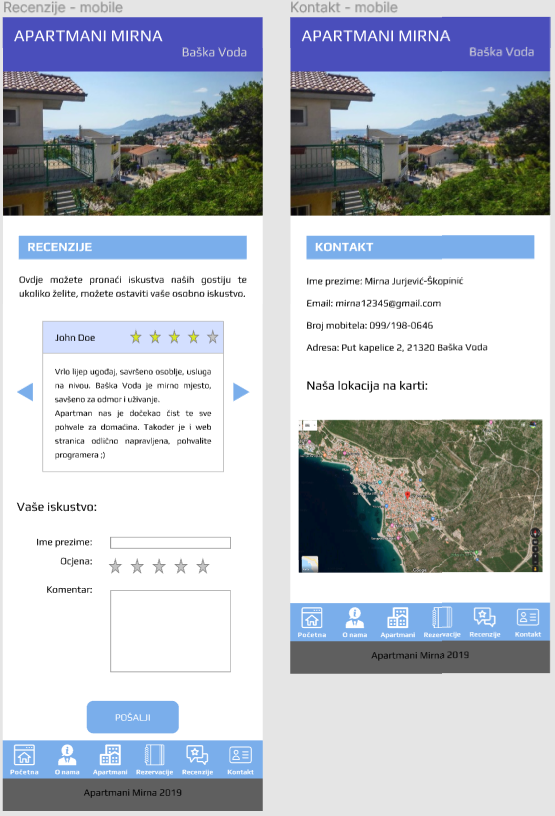 Recenzije - mobile
APARTMANI MIRNA
Baška Voda
RECENZIJE
Ovdje možete pronaći iskustva naših gostiju te
ukoliko želite, možete ostaviti vaše osobno iskustvo.
John Doe
Vrlo lijep ugođaj, savršeno osoblje, usluga
na nivou. Baška Voda je mirno mjesto,
savšeno za odmor i uživanje.
Apartman nas je dočekao čist te sve
pohvale za domaćina. Također je i web
stranica odlično napravljena, pohvalite
programera ;)
Vaše iskustvo:
Ime prezime:
Ocjena:
Komentar:
POŠALJI
Početna
O nama
Apartmani
Rezervacije
Recenzije
Kontakt
Apartmani Mirna 2019
Kontakt - mobile
APARTMANI MIRNA
Baška Voda
KONTAKT
Ime prezime: Mirna Jurjević-Škopinić
Email: mirna12345@gmail.com
Broj mobitela: 099/198-0646
Adresa: Put kapelice 2, 21320 Baška Voda
Naša lokacija na karti:
Google
Početna
O nama
Apartmani
Rezervacije
Recenzije
Kontakt
Apartmani Mirna 2019